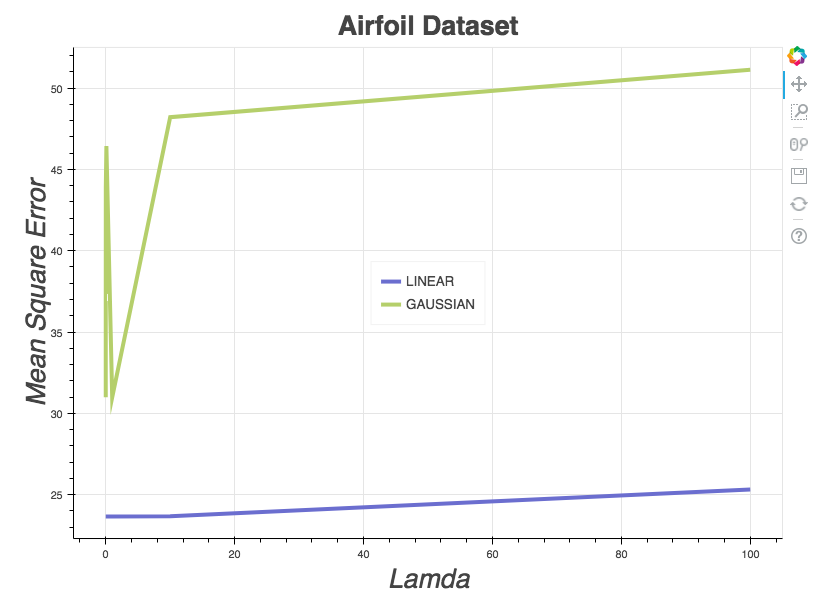 Airfoil Dataset
Mean Square Error
50
45
40
35
30
25
LINEAR
GAUSSIAN
0 20 40 60 80 100
Lamda